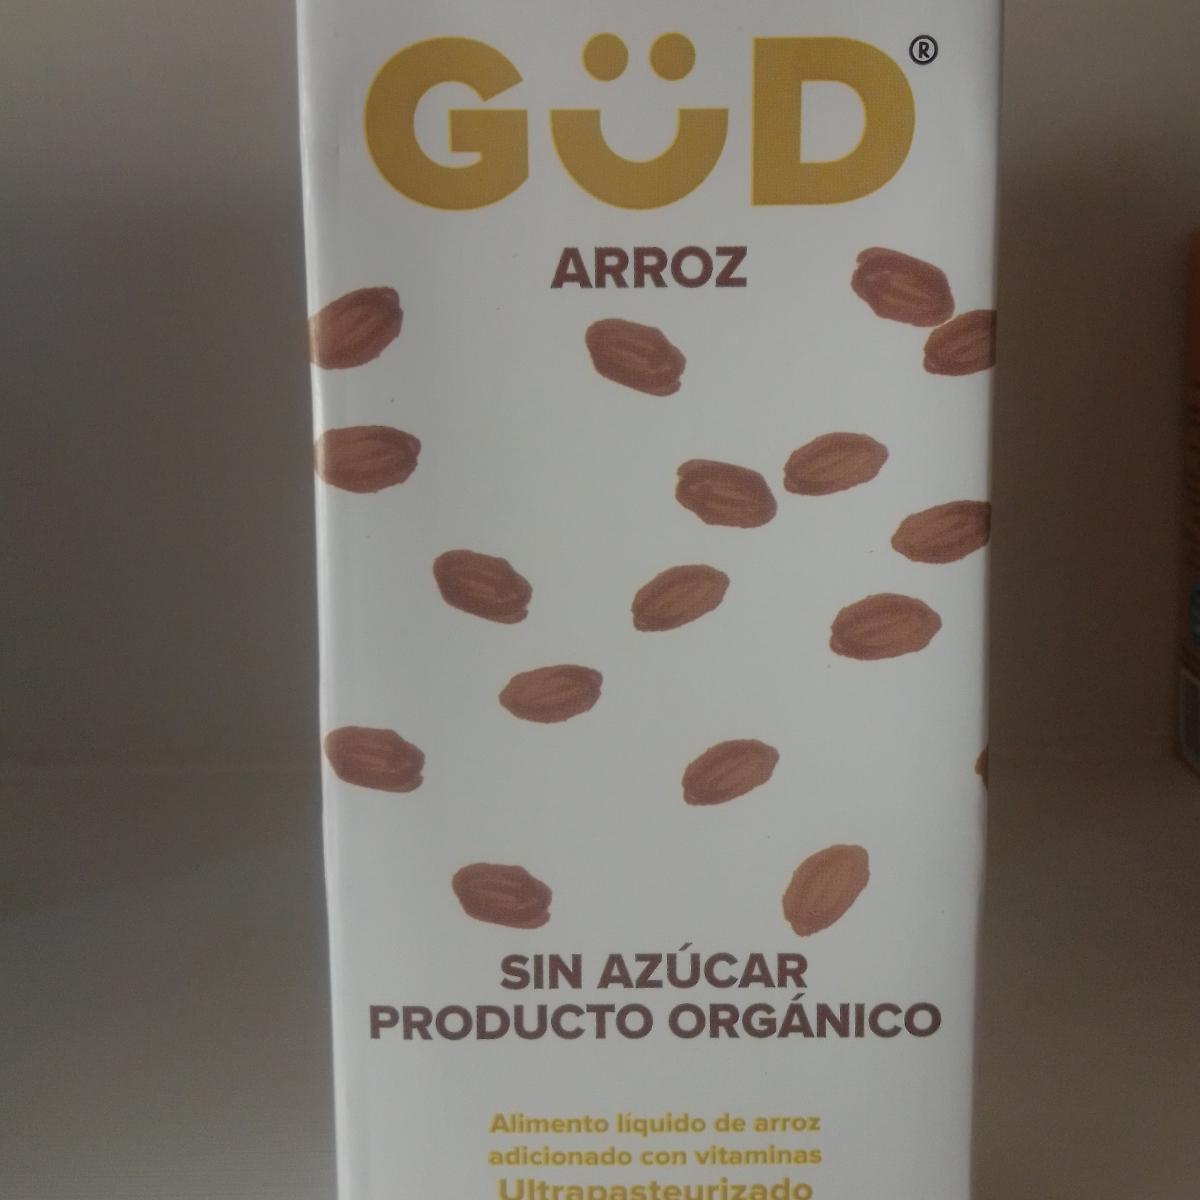 GÜD®
ARROZ
SIN AZÚCAR
PRODUCTO ORGÁNICO
Alimento líquido de arroz
adicionado con vitaminas
Ultrapasteurizado